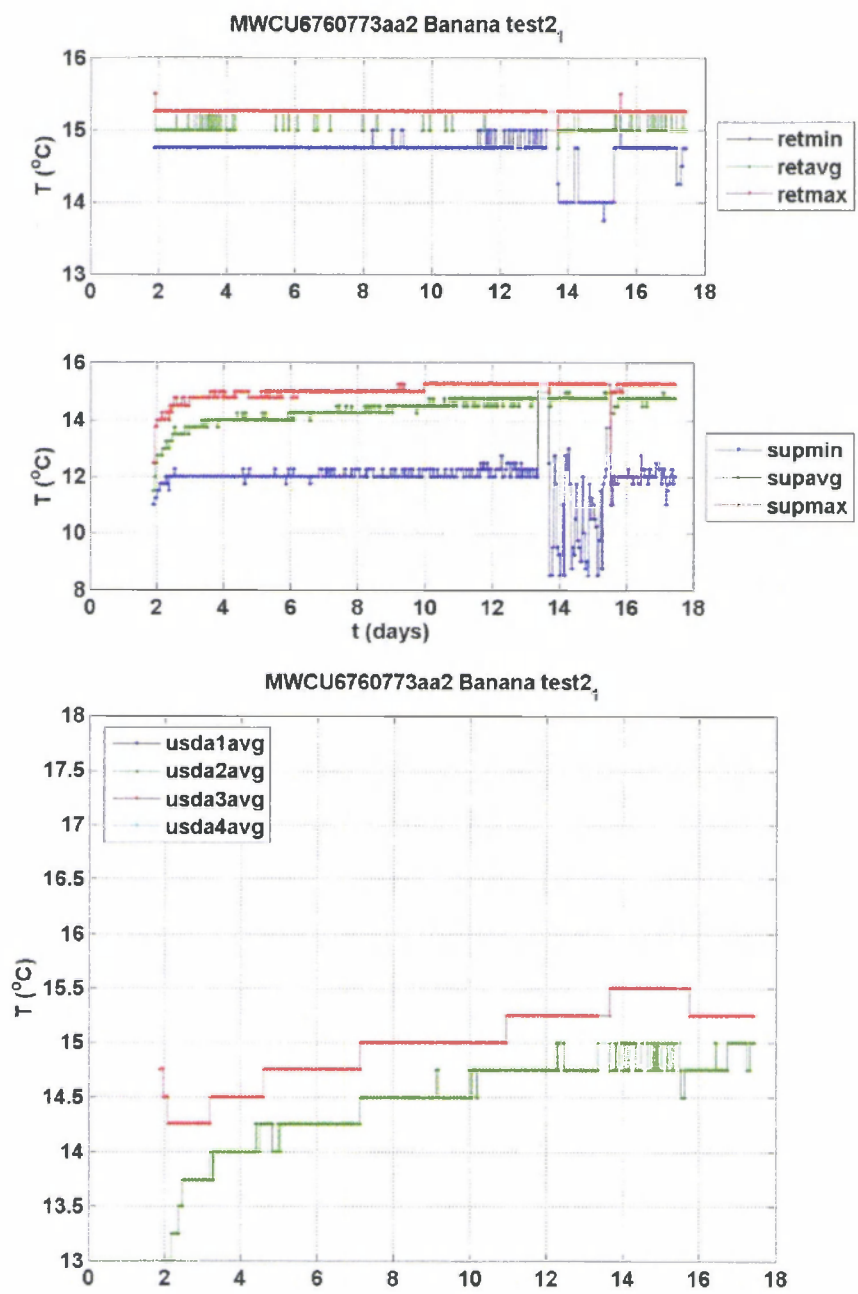 MWCU6760773aa2 Banana test2₁
T (°C)
16
15
14
13
0 2 4 6 8 10 12 14 16 18
retmin
retavg
retmax
T (°C)
16
14
12
10
8
0 2 4 6 8 10 12 14 16 18
t (days)
supmin
supavg
supmax
MWCU6760773aa2 Banana test2₁
T (°C)
18
17.5
17
16.5
16
15.5
15
14.5
14
13.5
13
0 2 4 6 8 10 12 14 16 18
usda1avg
usda2avg
usda3avg
usda4avg